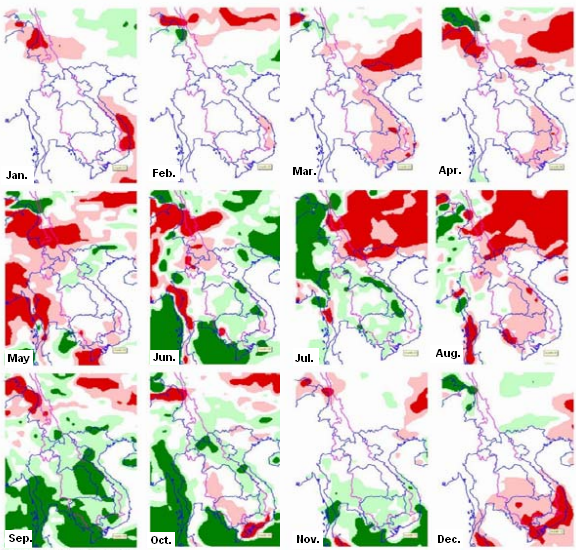 Jan. Feb. Mar. Apr.
May Jun. Jul. Aug.
Sep. Oct. Nov. Dec.